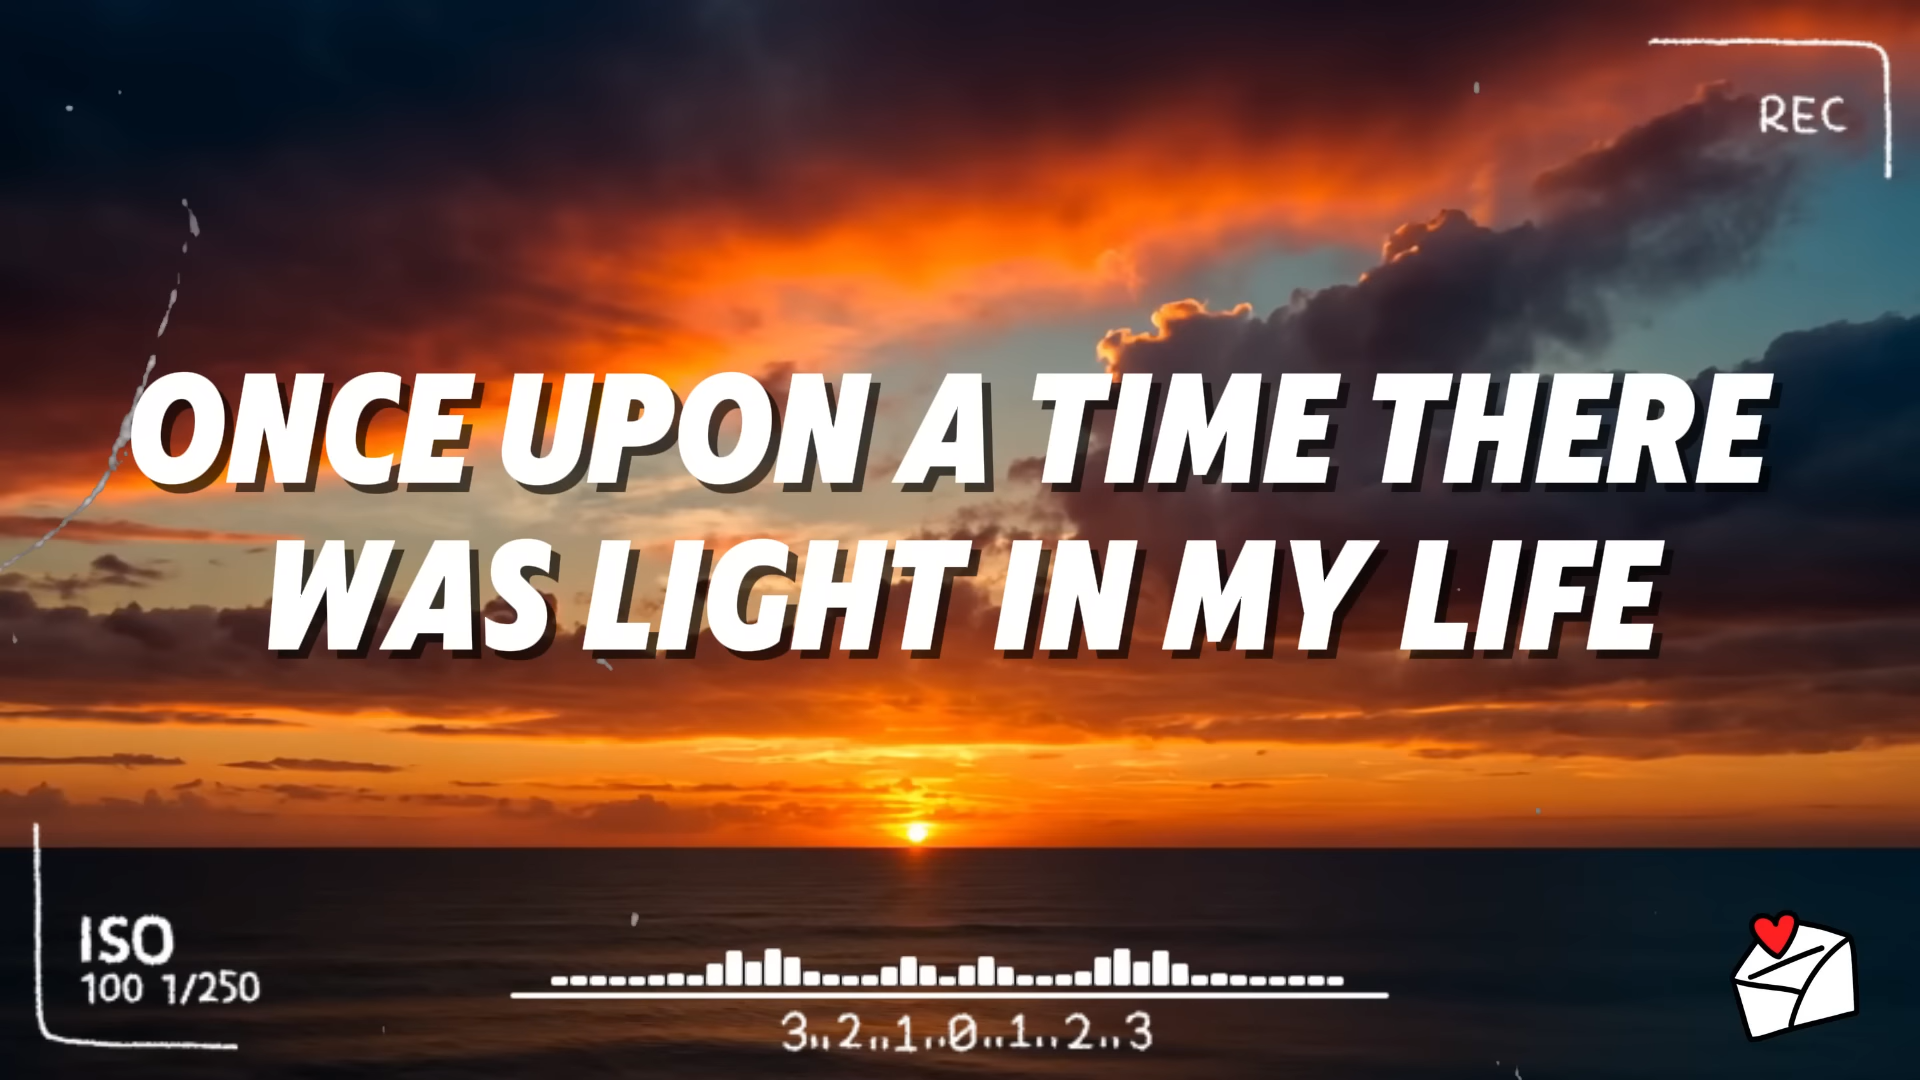 REC
ONCE UPON A TIME THERE
WAS LIGHT IN MY LIFE
ISO
100 1/250
3..2..1..0..1..2..3